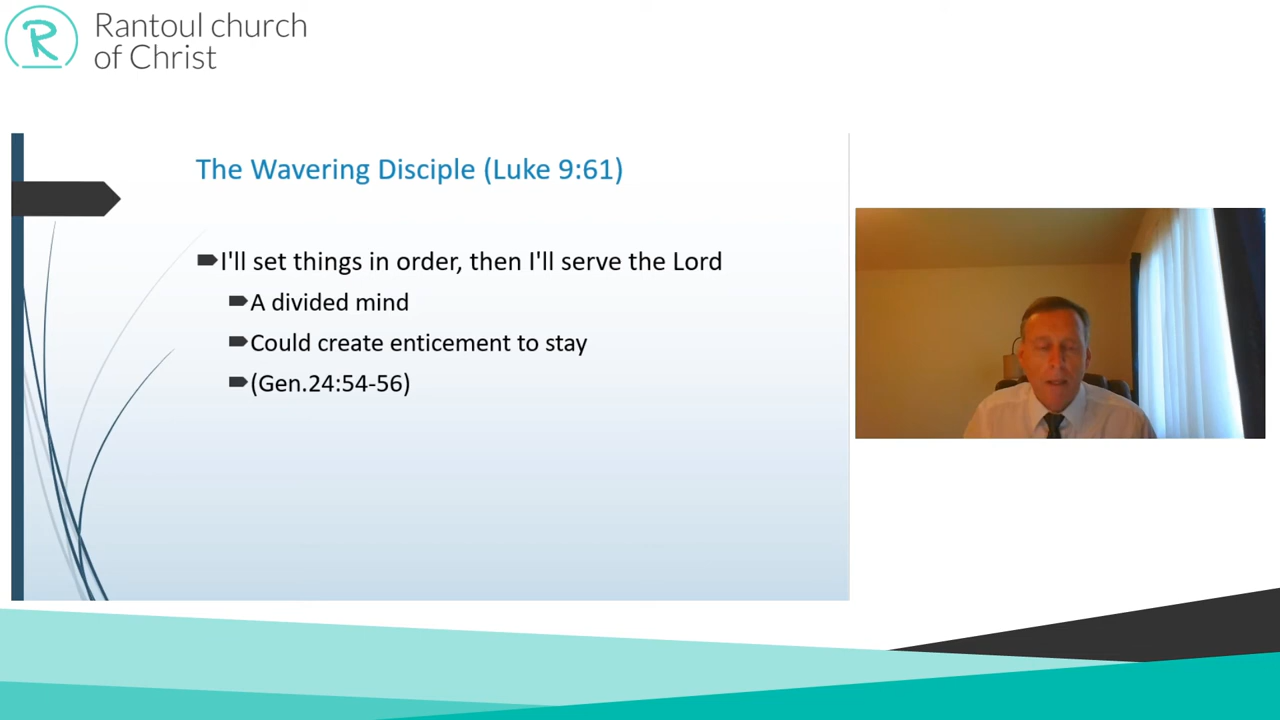 Rantoul church
of Christ
The Wavering Disciple (Luke 9:61)
I'll set things in order, then I'll serve the Lord
A divided mind
Could create enticement to stay
(Gen.24:54-56)